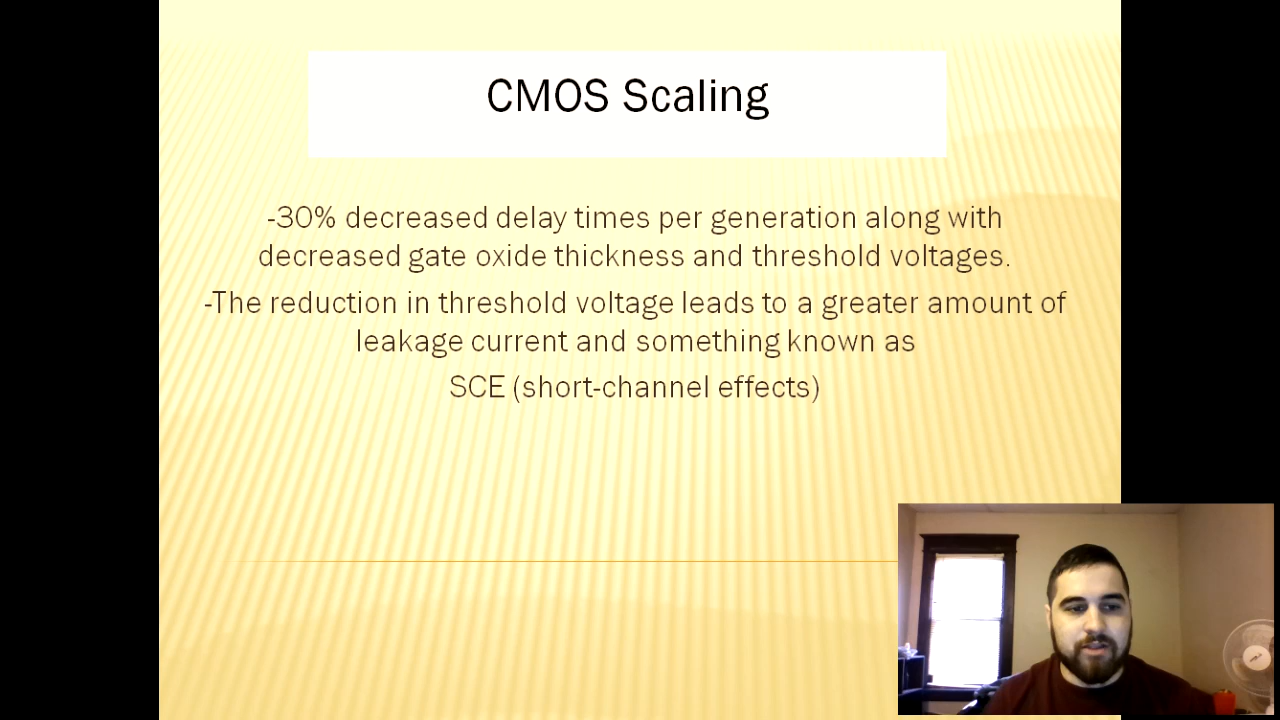 CMOS Scaling
-30% decreased delay times per generation along with
decreased gate oxide thickness and threshold voltages.
-The reduction in threshold voltage leads to a greater amount of
leakage current and something known as
SCE (short-channel effects)